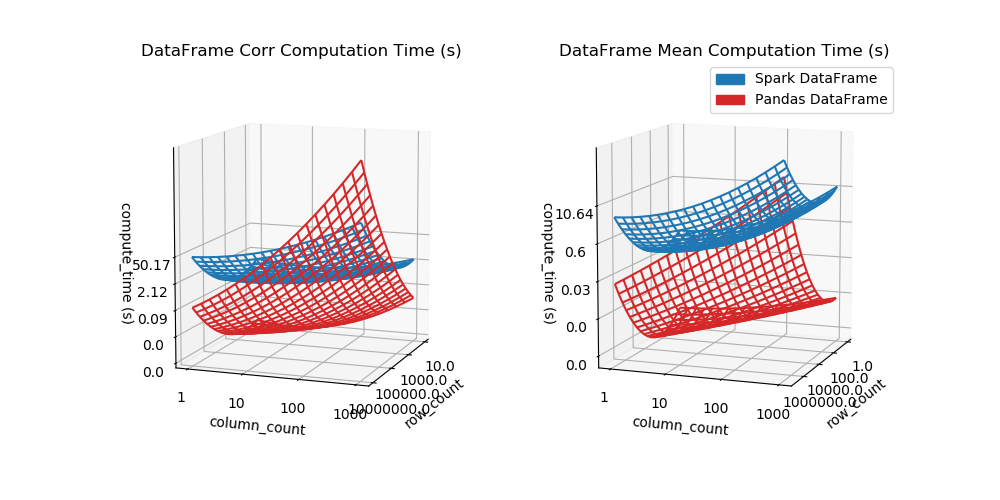 DataFrame Corr Computation Time (s)
50.17
2.12
0.09
0.0
0.0
compute_time (s)
1
10
100
1000
column_count
10.0
1000.0
100000.0
10000000.0
row_count
DataFrame Mean Computation Time (s)
Spark DataFrame
Pandas DataFrame
10.64
0.6
0.03
0.0
0.0
compute_time (s)
1
10
100
1000
column_count
1.0
100.0
10000.0
1000000.0
row_count